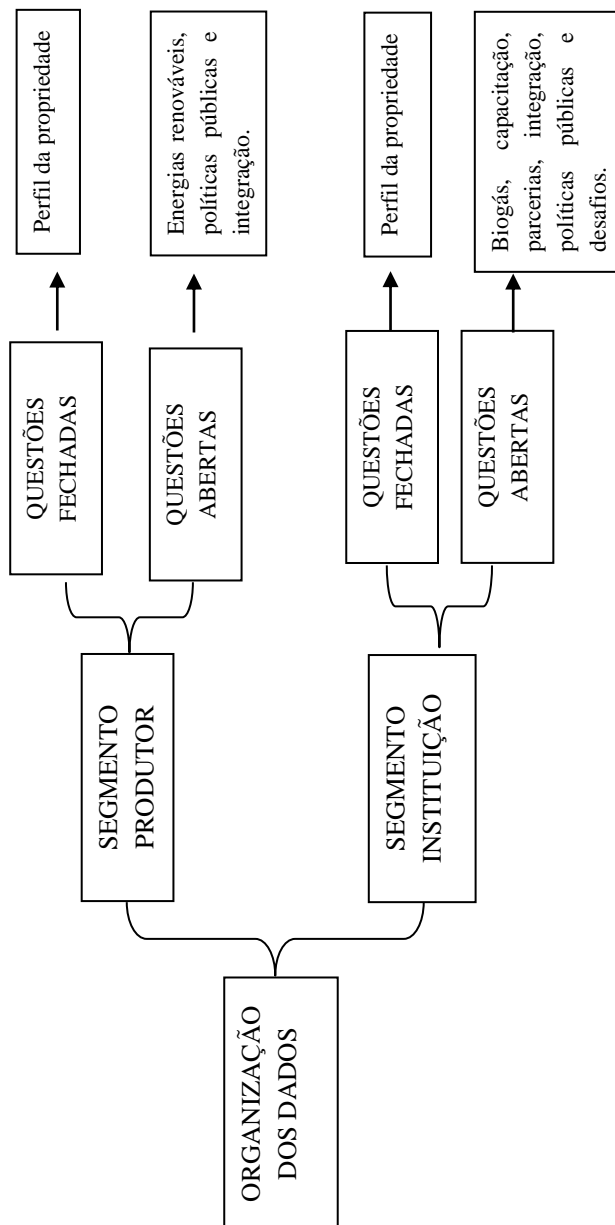 ORGANIZAÇÃO
DOS DADOS
SEGMENTO
PRODUTOR
QUESTÕES
FECHADAS
Perfil da propriedade
QUESTÕES
ABERTAS
Energias renováveis,
políticas públicas e
integração.
SEGMENTO
INSTITUIÇÃO
QUESTÕES
FECHADAS
Perfil da propriedade
QUESTÕES
ABERTAS
Biogás, capacitação,
parcerias, integração,
políticas públicas e
desafios.